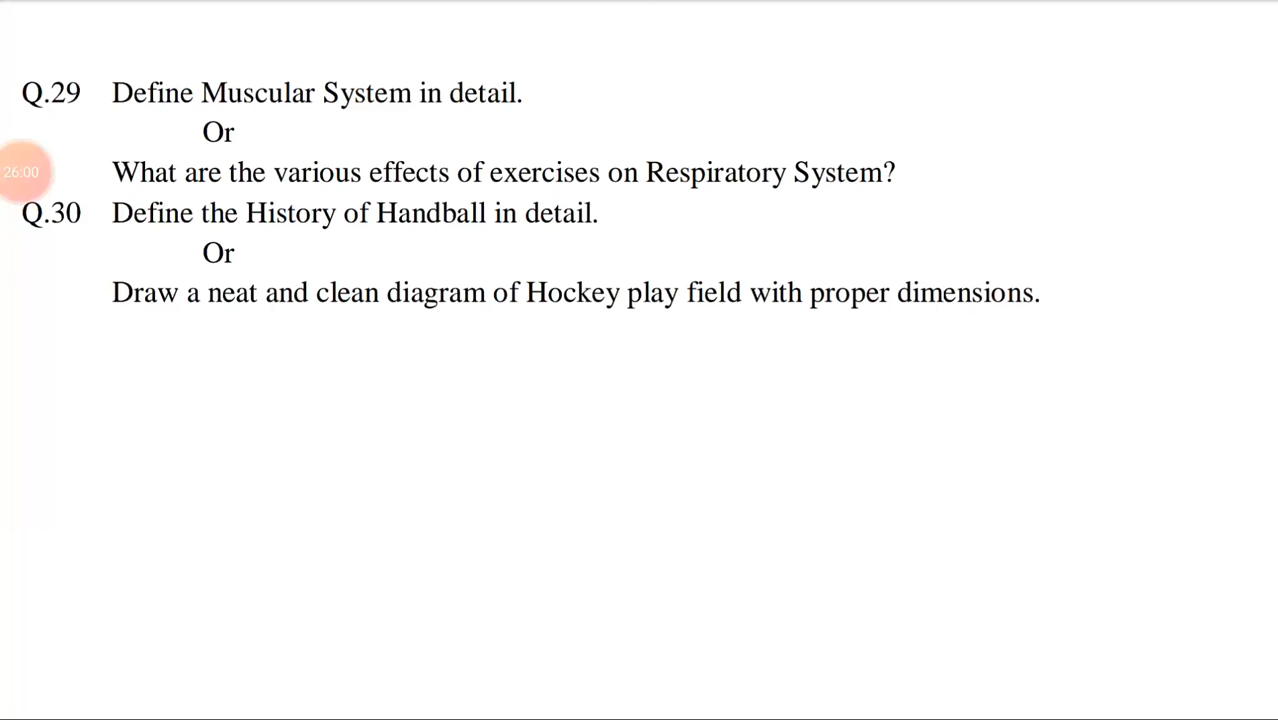 Q.29 Define Muscular System in detail.
Or
26:00
What are the various effects of exercises on Respiratory System?
Q.30 Define the History of Handball in detail.
Or
Draw a neat and clean diagram of Hockey play field with proper dimensions.